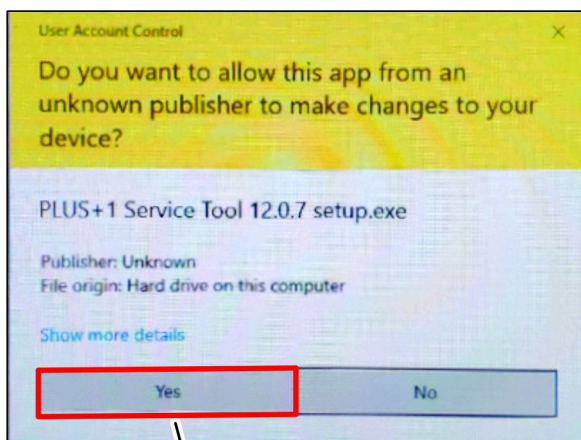 User Account Control
Do you want to allow this app from an
unknown publisher to make changes to your
device?
PLUS+1 Service Tool 12.0.7 setup.exe
Publisher: Unknown
File origin: Hard drive on this computer
Show more details
Yes
No